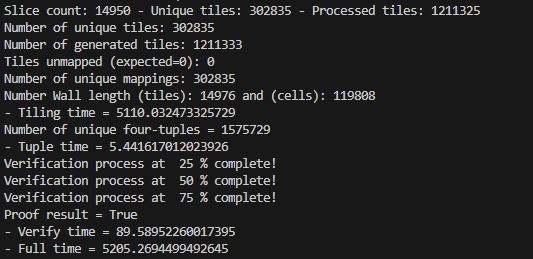 Slice count: 14950 - Unique tiles: 302835 - Processed tiles: 1211325
Number of unique tiles: 302835
Number of generated tiles: 1211333
Tiles unmapped (expected=0): 0
Number of unique mappings: 302835
Number Wall length (tiles): 14976 and (cells): 119808
- Tiling time = 5110.032473325729
Number of unique four-tuples = 1575729
- Tuple time = 5.441617012023926
Verification process at  25 % complete!
Verification process at  50 % complete!
Verification process at  75 % complete!
Proof result = True
- Verify time = 89.58952260017395
- Full time = 5205.2694499492645